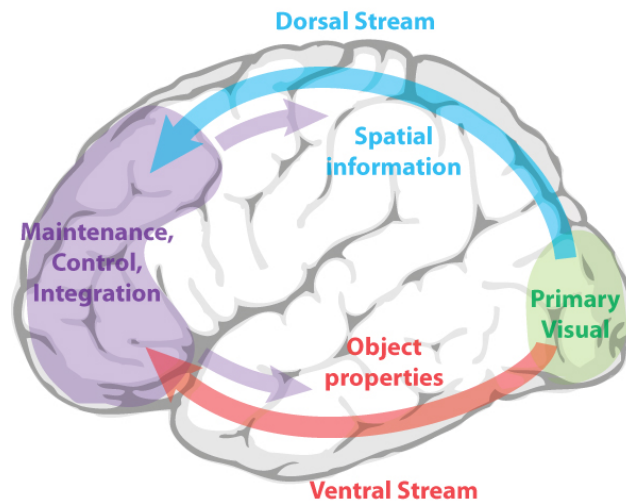 Dorsal Stream
Spatial
information
Maintenance,
Control,
Integration
Primary
Visual
Object
properties
Ventral Stream